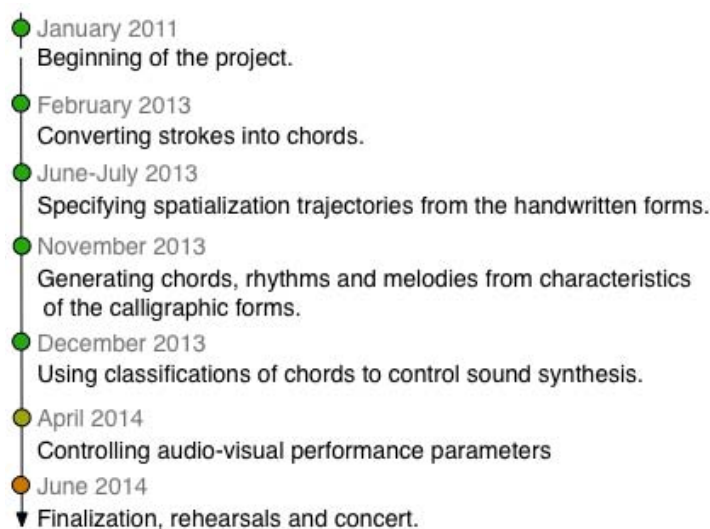 January 2011
Beginning of the project.
February 2013
Converting strokes into chords.
June-July 2013
Specifying spatialization trajectories from the handwritten forms.
November 2013
Generating chords, rhythms and melodies from characteristics
of the calligraphic forms.
December 2013
Using classifications of chords to control sound synthesis.
April 2014
Controlling audio-visual performance parameters
June 2014
Finalization, rehearsals and concert.